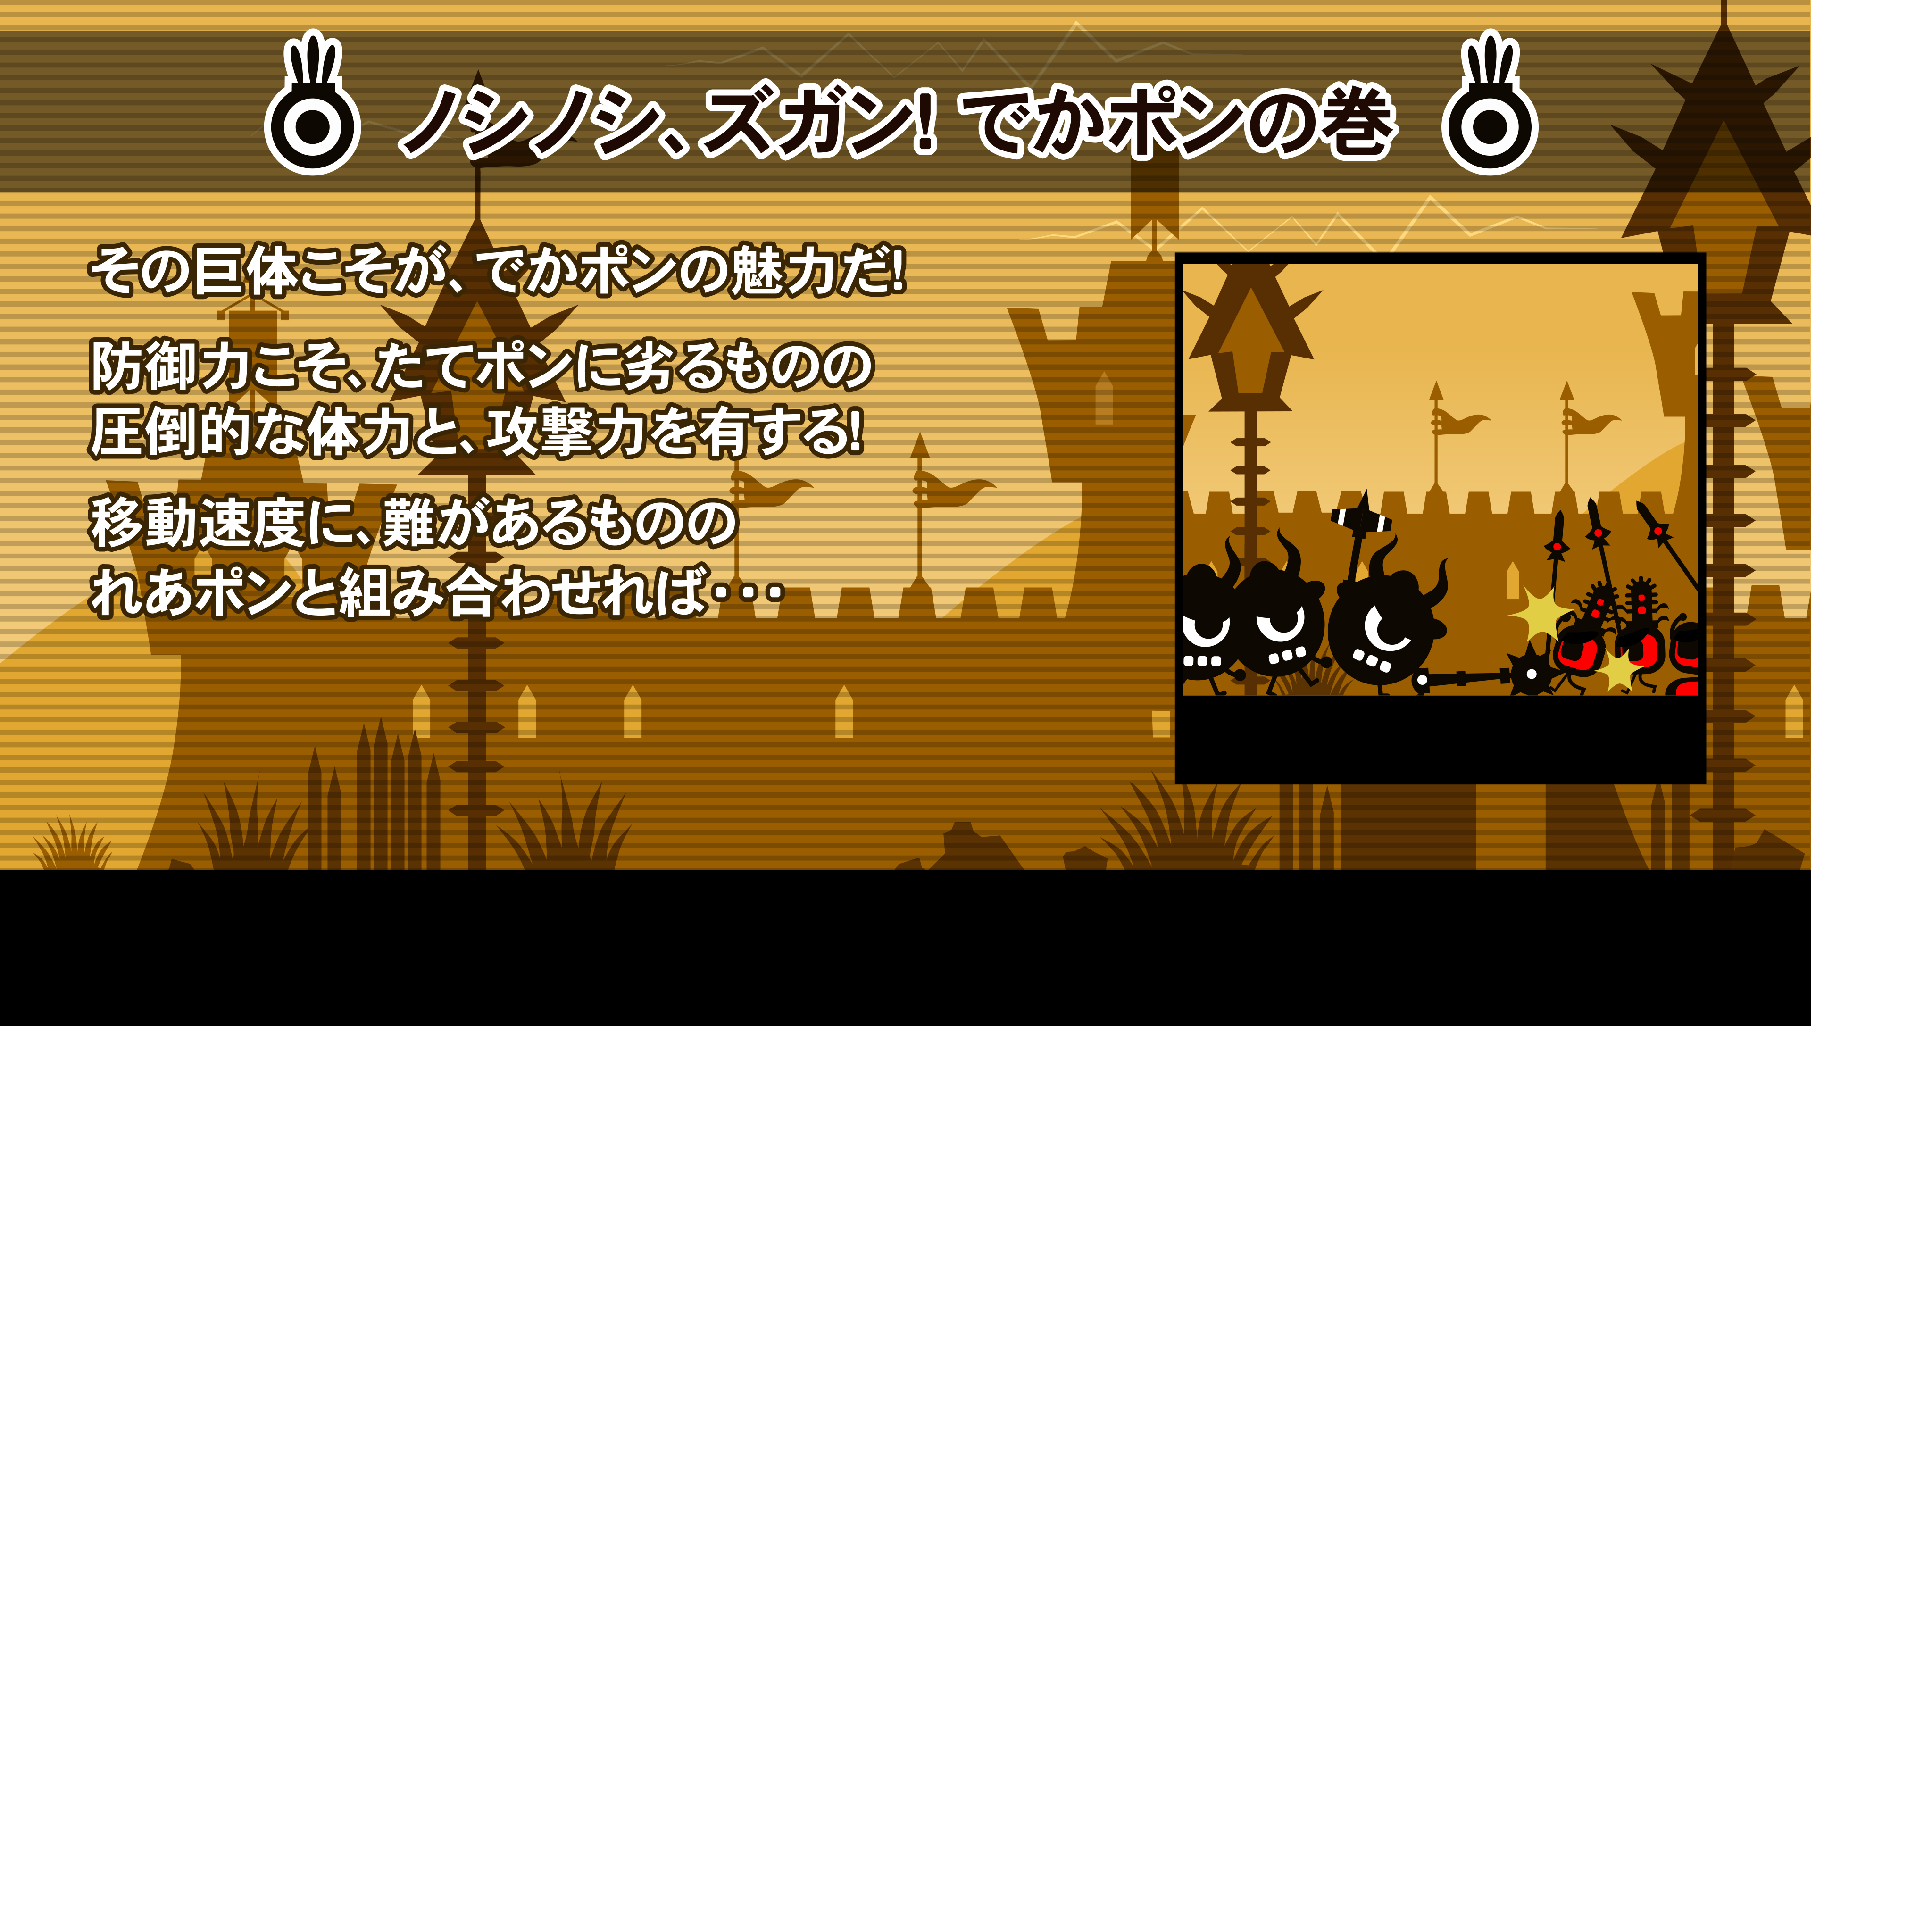 ノシノシ、ズガン！でかポンの巻
その巨体こそが、でかポンの魅力だ！
防御力こそ、たてポンに劣るものの
圧倒的な体力と、攻撃力を有する！
移動速度に、難があるものの
れあポンと組み合わせれば・・・